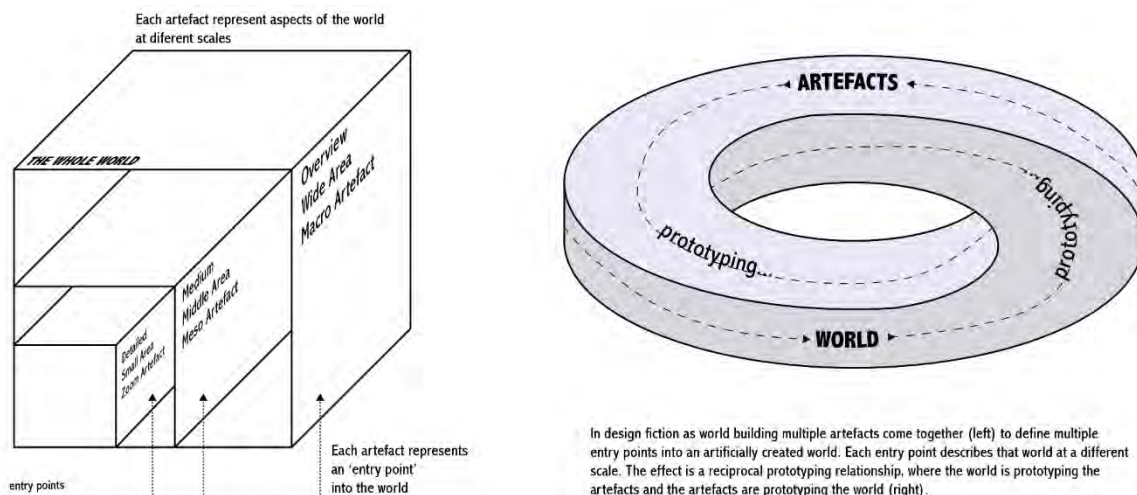 Each artefact represent aspects of the world
at diferent scales
THE WHOLE WORLD
Overview
Wide Area
Macro Artefact
Medium
Middle Area
Meso Artefact
Detailed
Small Area
Zoom Artefact
Each artefact represents
an 'entry point'
into the world
entry points
ARTEFACTS
prototyping...
prototyping...
WORLD
In design fiction as world building multiple artefacts come together (left) to define multiple
entry points into an artificially created world. Each entry point describes that world at a different
scale. The effect is a reciprocal prototyping relationship, where the world is prototyping the
artefacts and the artefacts are prototyping the world (right).